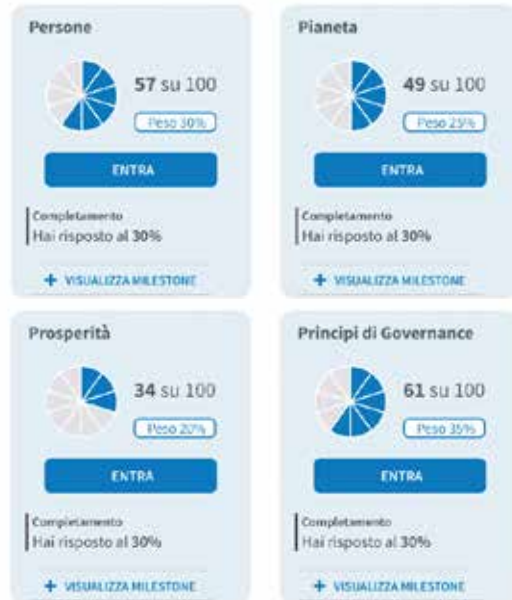 Persone
57 su 100
Peso 30%
ENTRA
Completamento
Hai risposto al 30%
+ VISUALIZZA MILESTONE
Pianeta
49 su 100
Peso 25%
ENTRA
Completamento
Hai risposto al 30%
+ VISUALIZZA MILESTONE
Prosperità
34 su 100
Peso 20%
ENTRA
Completamento
Hai risposto al 30%
+ VISUALIZZA MILESTONE
Principi di Governance
61 su 100
Peso 35%
ENTRA
Completamento
Hai risposto al 30%
+ VISUALIZZA MILESTONE